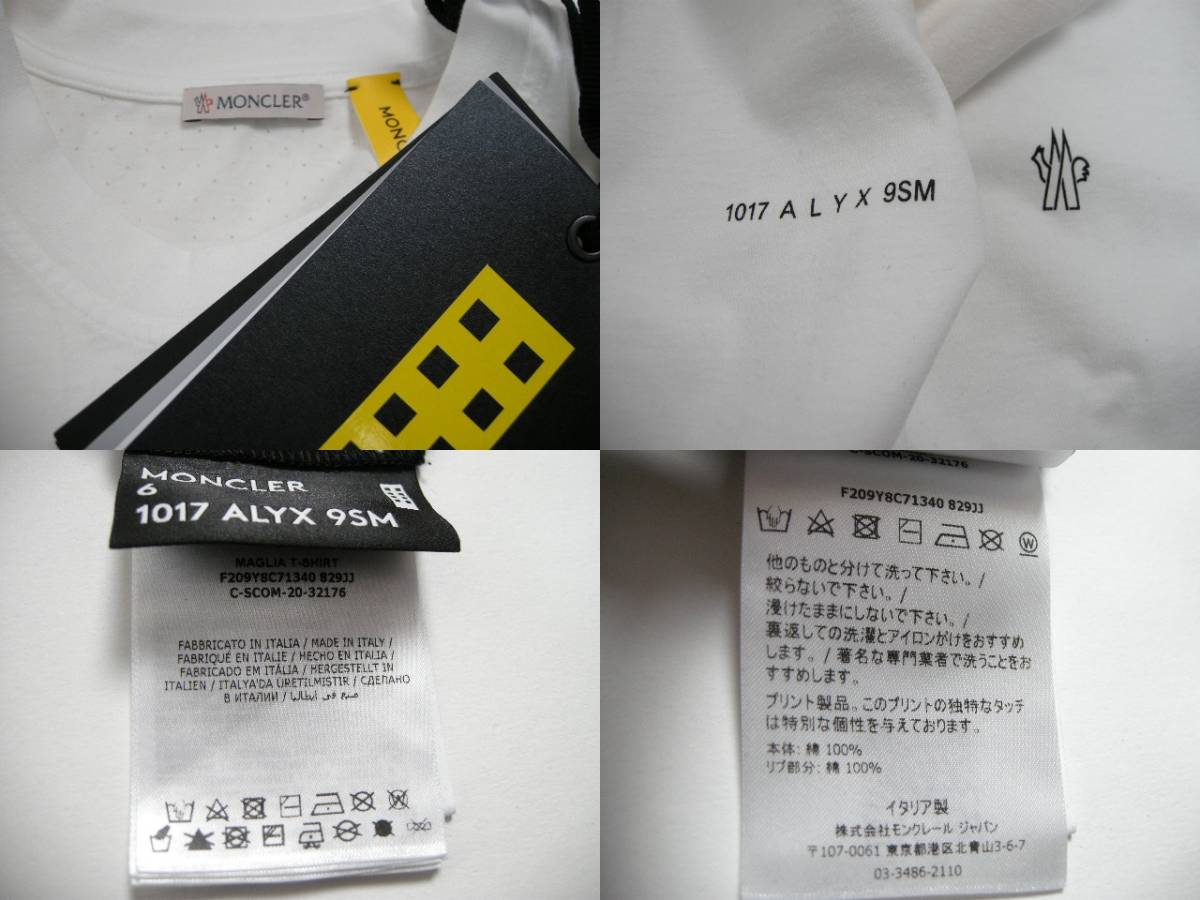 MONCLER®
MONC
1017 ALYX 9SM
MONCLER
6
1017 ALYX 9SM
MAGLIA T-SHIRT
F209Y8C71340 829JJ
C-SCOM-20-32176
FABBRICATO IN ITALIA / MADE IN ITALY /
FABRIQUÉ EN ITALIE / HECHO EN ITALIA /
FABRICADO EM ITÁLIA / HERGESTELLT IN
ITALIEN / ITALYA'DA ÜRETILMISTIR / СДЕЛАНО
В ИТАЛИИ / صنع في ايطاليا
C-SCOM-20-32176
F209Y8C71340 829JJ
W
他のものと分けて洗って下さい。/
絞らないで下さい。/
浸けたままにしないで下さい。/
裏返しての洗濯とアイロンがけをおすすめ
します。/ 著名な専門業者で洗うことをお
すすめします。
プリント製品。このプリントの独特なタッチ
は特別な個性を与えております。
本体: 綿 100%
リブ部分: 綿 100%
イタリア製
株式会社モンクレール ジャパン
〒107-0061 東京都港区北青山3-6-7
03-3486-2110